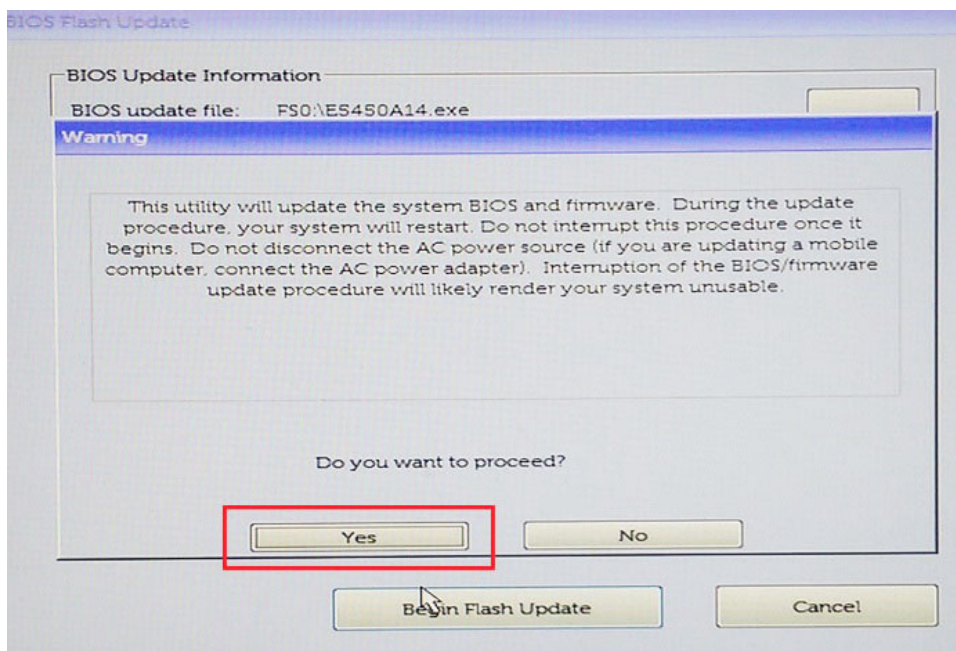 BIOS Flash Update
BIOS Update Information
BIOS update file: FS0:\E5450A14.exe
Warning
This utility will update the system BIOS and firmware. During the update
procedure, your system will restart. Do not interrupt this procedure once it
begins. Do not disconnect the AC power source (if you are updating a mobile
computer, connect the AC power adapter). Interruption of the BIOS/firmware
update procedure will likely render your system unusable.
Do you want to proceed?
Yes No
Begin Flash Update Cancel